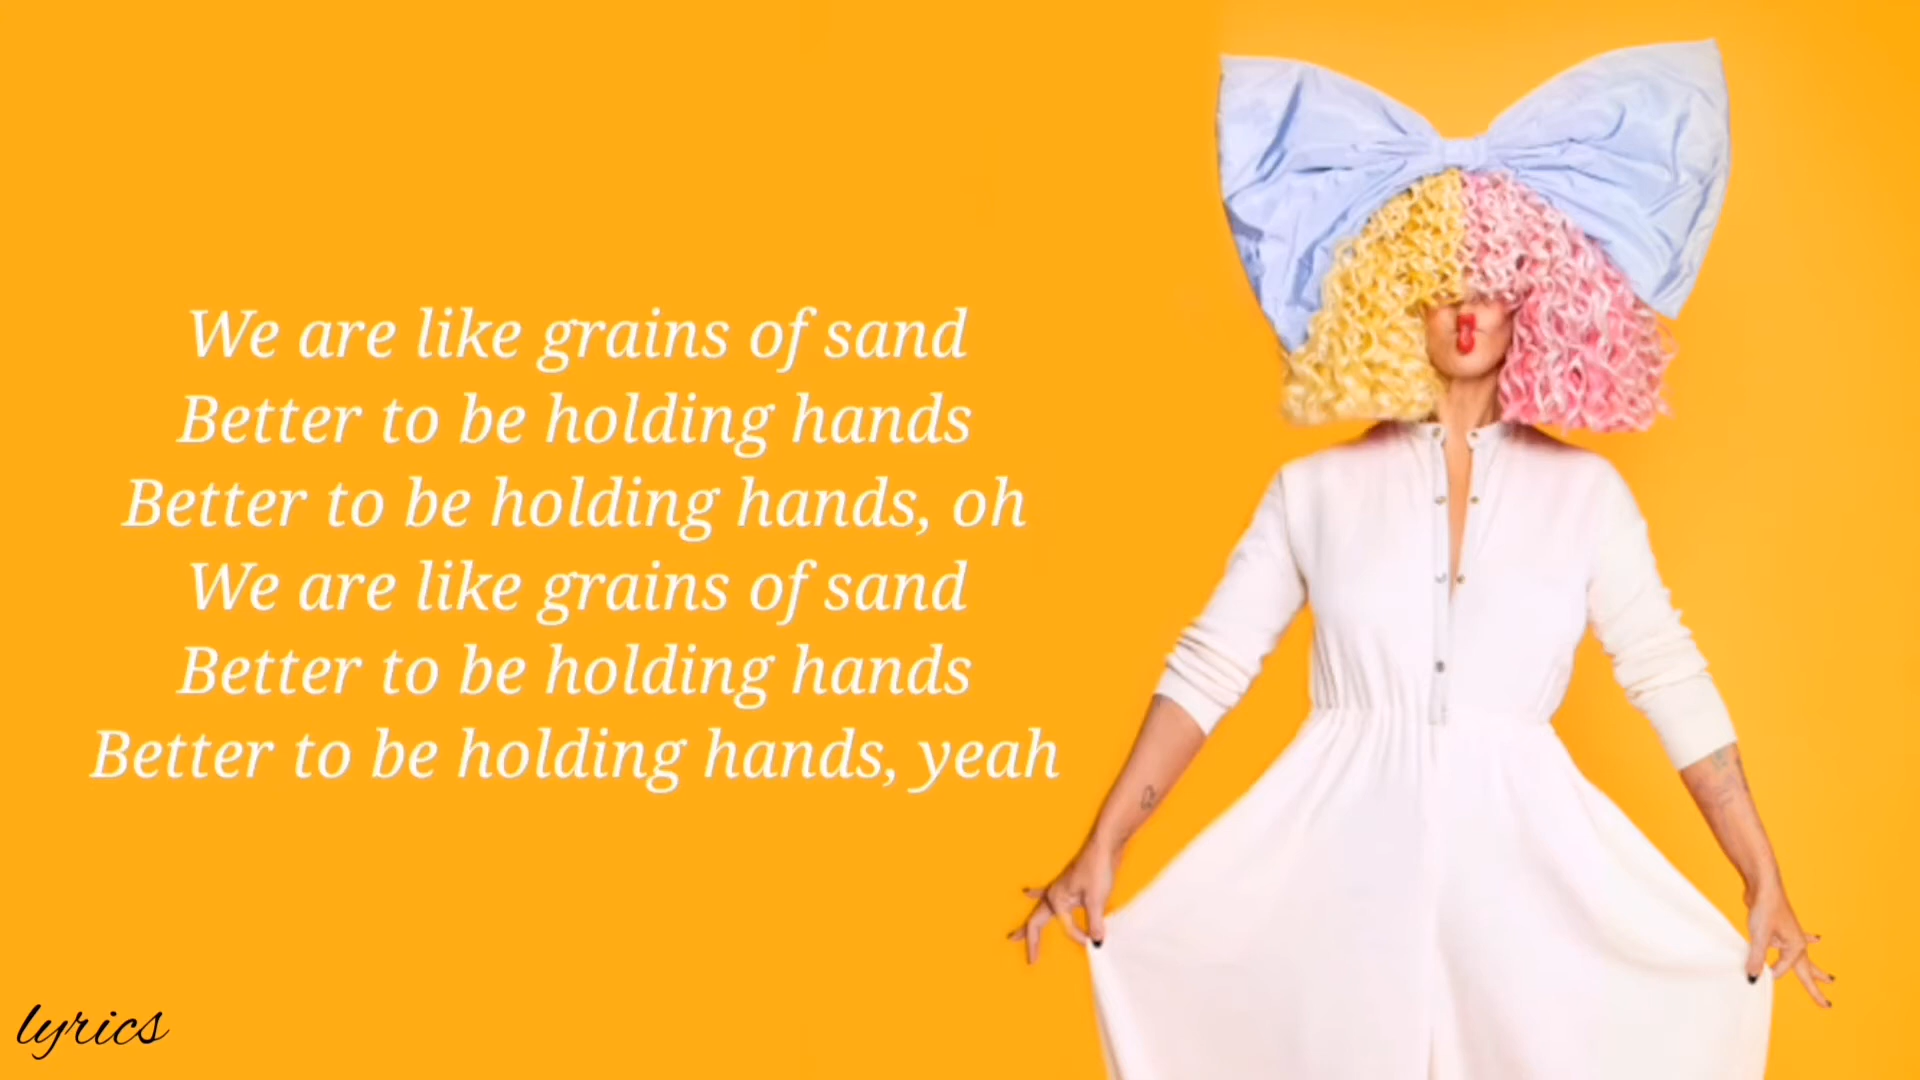 We are like grains of sand
Better to be holding hands
Better to be holding hands, oh
We are like grains of sand
Better to be holding hands
Better to be holding hands, yeah
lyrics